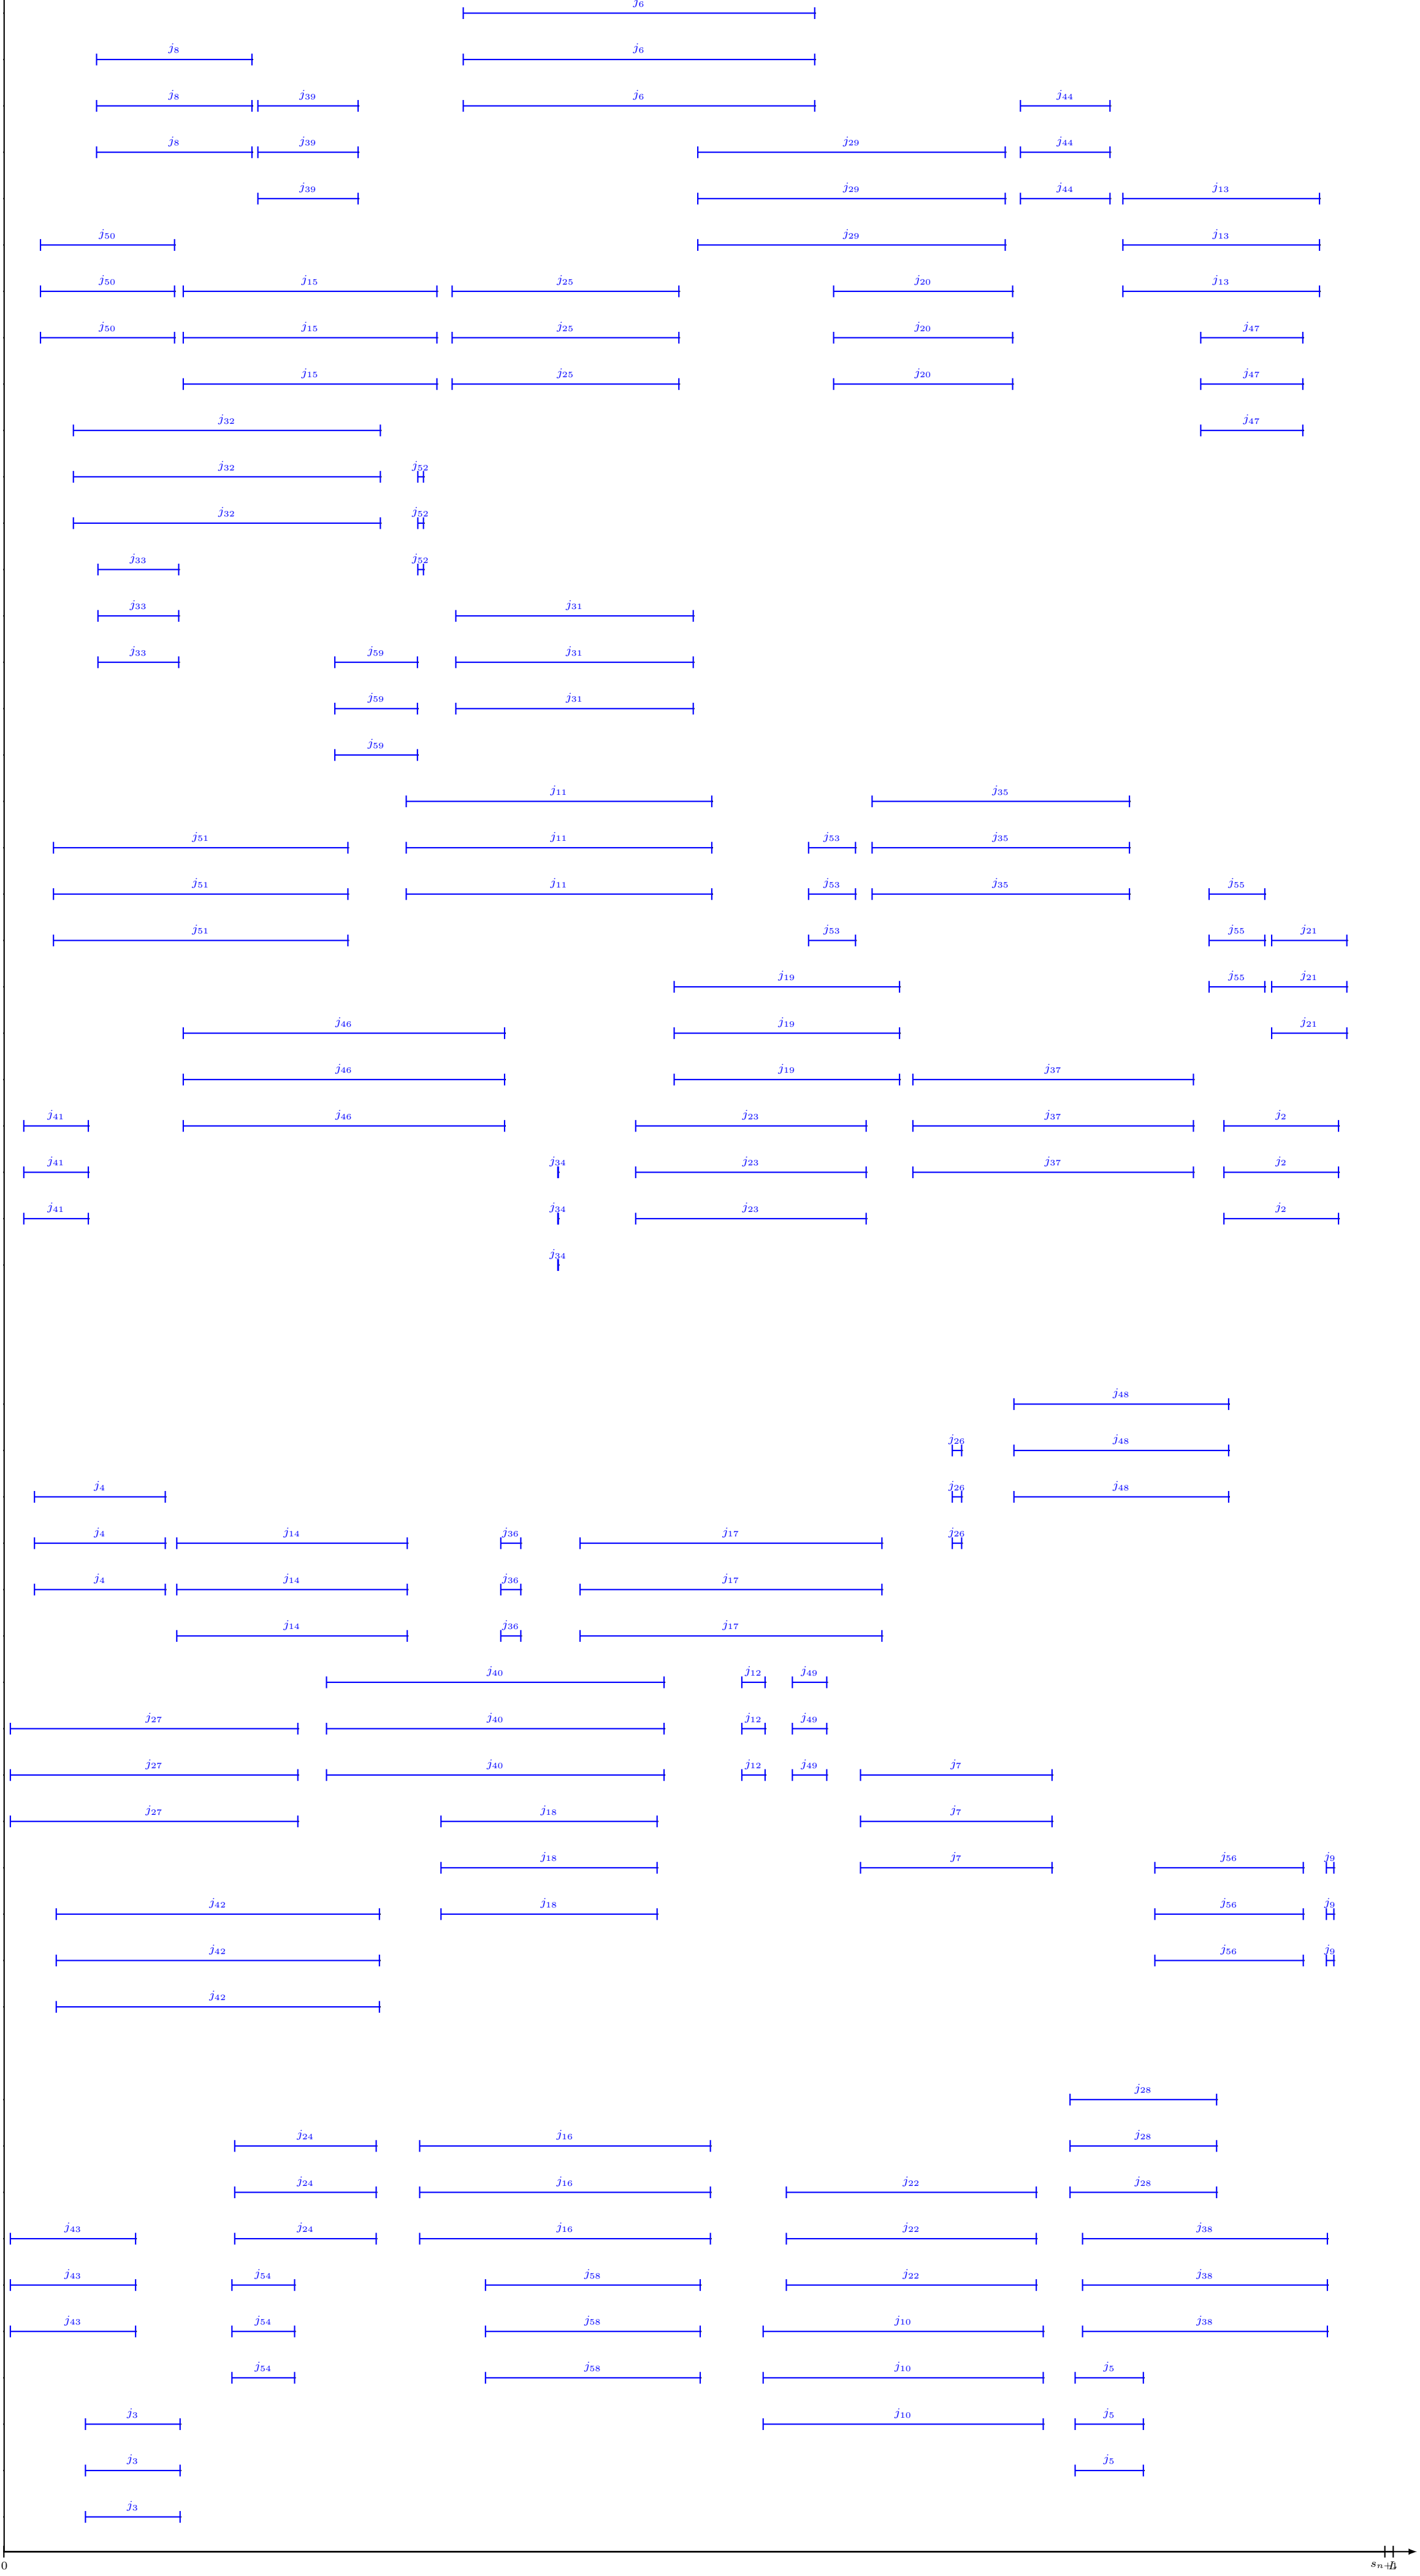 j₆
j₈ j₆
j₈ j₃₉ j₆ j₄₄
j₈ j₃₉ j₂₉ j₄₄
j₃₉ j₂₉ j₄₄ j₁₃
j₅₀ j₂₉ j₁₃
j₅₀ j₁₅ j₂₅ j₂₀ j₁₃
j₅₀ j₁₅ j₂₅ j₂₀ j₄₇
j₁₅ j₂₅ j₂₀ j₄₇
j₃₂ j₄₇
j₃₂ j₅₂
j₃₂ j₅₂
j₃₃ j₅₂
j₃₃ j₃₁
j₃₃ j₅₉ j₃₁
j₅₉ j₃₁
j₅₉
j₁₁ j₃₅
j₅₁ j₁₁ j₅₃ j₃₅
j₅₁ j₁₁ j₅₃ j₃₅ j₅₅
j₅₁ j₅₃ j₅₅ j₂₁
j₁₉ j₅₅ j₂₁
j₄₆ j₁₉ j₂₁
j₄₆ j₁₉ j₃₇
j₄₁ j₄₆ j₂₃ j₃₇ j₂
j₄₁ j₃₄ j₂₃ j₃₇ j₂
j₄₁ j₃₄ j₂₃ j₂
j₃₄
j₄₈
j₂₆ j₄₈
j₄ j₂₆ j₄₈
j₄ j₁₄ j₃₆ j₁₇ j₂₆
j₄ j₁₄ j₃₆ j₁₇
j₁₄ j₃₆ j₁₇
j₄₀ j₁₂ j₄₉
j₂₇ j₄₀ j₁₂ j₄₉
j₂₇ j₄₀ j₁₂ j₄₉ j₇
j₂₇ j₁₈ j₇
j₁₈ j₇ j₅₆ j₉
j₄₂ j₁₈ j₅₆ j₉
j₄₂ j₅₆ j₉
j₄₂
j₂₈
j₂₄ j₁₆ j₂₈
j₂₄ j₁₆ j₂₂ j₂₈
j₄₃ j₂₄ j₁₆ j₂₂ j₃₈
j₄₃ j₅₄ j₅₈ j₂₂ j₃₈
j₄₃ j₅₄ j₅₈ j₁₀ j₃₈
j₅₄ j₅₈ j₁₀ j₅
j₃ j₁₀ j₅
j₃ j₅
j₃
0